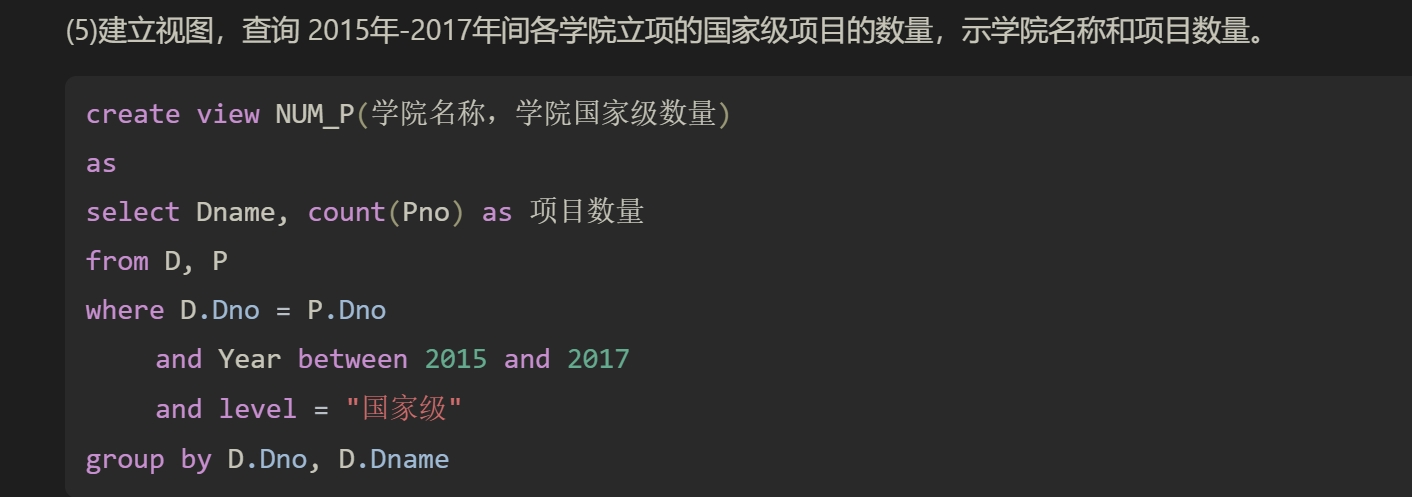 (5)建立视图，查询 2015年-2017年间各学院立项的国家级项目的数量，示学院名称和项目数量。
create view NUM_P(学院名称，学院国家级数量)
as
select Dname, count(Pno) as 项目数量
from D, P
where D.Dno = P.Dno
and Year between 2015 and 2017
and level = "国家级"
group by D.Dno, D.Dname